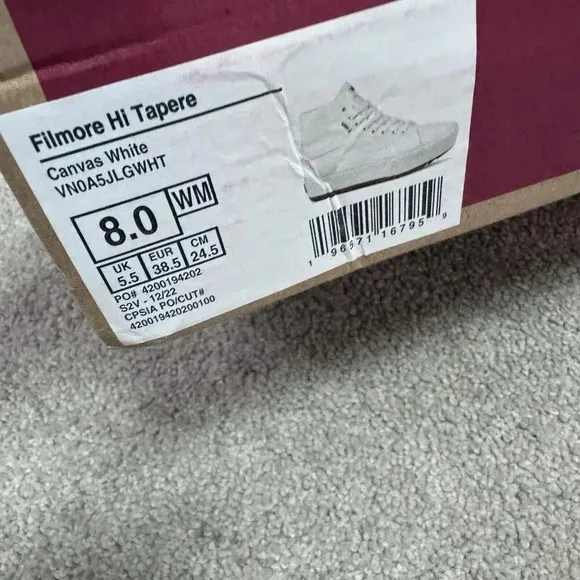 Filmore Hi Tapere
Canvas White
VN0A5JLGWHT
8.0 WM
UK EUR CM
5.5 38.5 24.5
PO# 4200194202
S2V - 12/22
CPSIA PO/CUT#
420019420200100
1 96571 16795 9